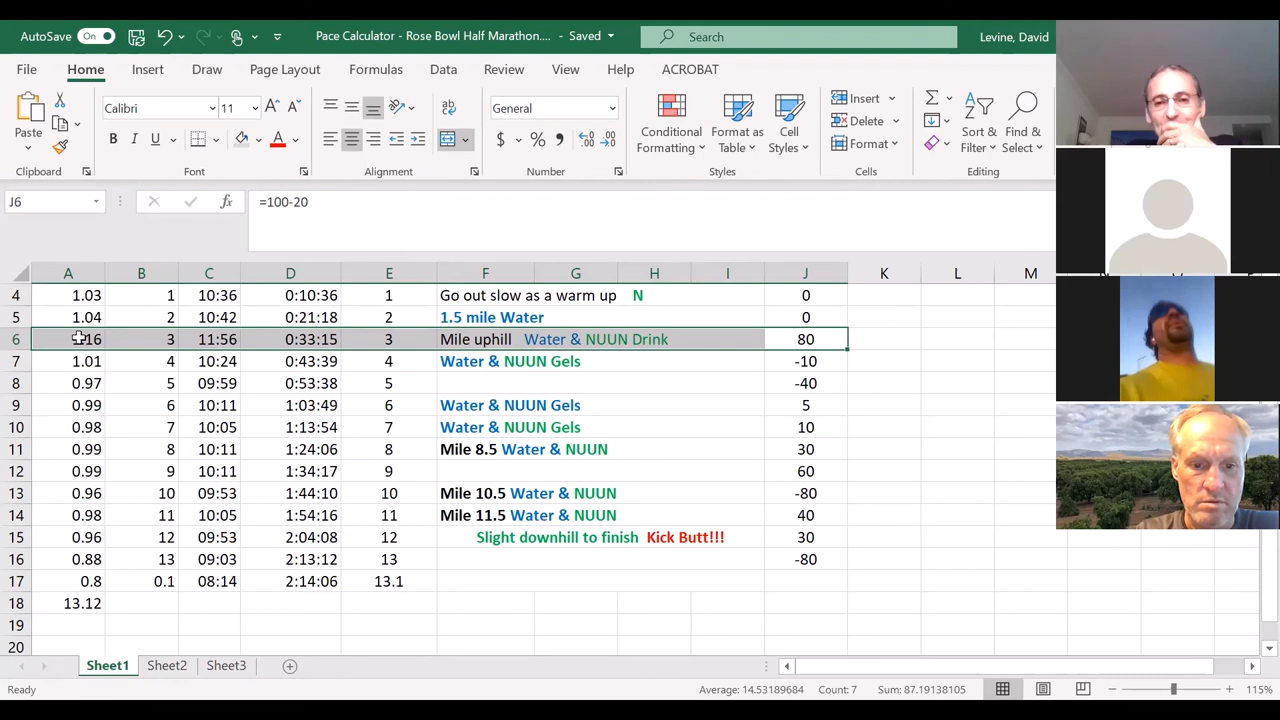 AutoSave On Pace Calculator - Rose Bowl Half Marathon.... - Saved Search Levine, David
File Home Insert Draw Page Layout Formulas Data Review View Help ACROBAT
Paste
Calibri 11
B I U
General
$ % 9
Conditional Formatting
Format as Table
Cell Styles
Insert
Delete
Format
Sort & Filter
Find & Select
Clipboard Font Alignment Number Styles Cells Editing
J6 fx =100-20
A B C D E F G H I J K L M
4 1.03 1 10:36 0:10:36 1 Go out slow as a warm up N 0
5 1.04 2 10:42 0:21:18 2 1.5 mile Water 0
6 16 3 11:56 0:33:15 3 Mile uphill Water & NUUN Drink 80
7 1.01 4 10:24 0:43:39 4 Water & NUUN Gels -10
8 0.97 5 09:59 0:53:38 5 -40
9 0.99 6 10:11 1:03:49 6 Water & NUUN Gels 5
10 0.98 7 10:05 1:13:54 7 Water & NUUN Gels 10
11 0.99 8 10:11 1:24:06 8 Mile 8.5 Water & NUUN 30
12 0.99 9 10:11 1:34:17 9 60
13 0.96 10 09:53 1:44:10 10 Mile 10.5 Water & NUUN -80
14 0.98 11 10:05 1:54:16 11 Mile 11.5 Water & NUUN 40
15 0.96 12 09:53 2:04:08 12 Slight downhill to finish Kick Butt!!! 30
16 0.88 13 09:03 2:13:12 13 -80
17 0.8 0.1 08:14 2:14:06 13.1
18 13.12
19
20
Sheet1 Sheet2 Sheet3
Ready Average: 14.53189684 Count: 7 Sum: 87.19138105 115%